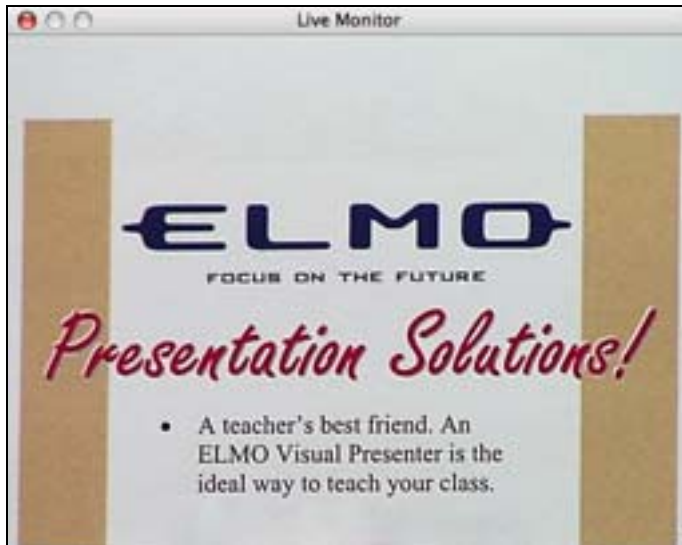 Live Monitor
ELMO
FOCUS ON THE FUTURE
Presentation Solutions!
• A teacher's best friend. An
ELMO Visual Presenter is the
ideal way to teach your class.